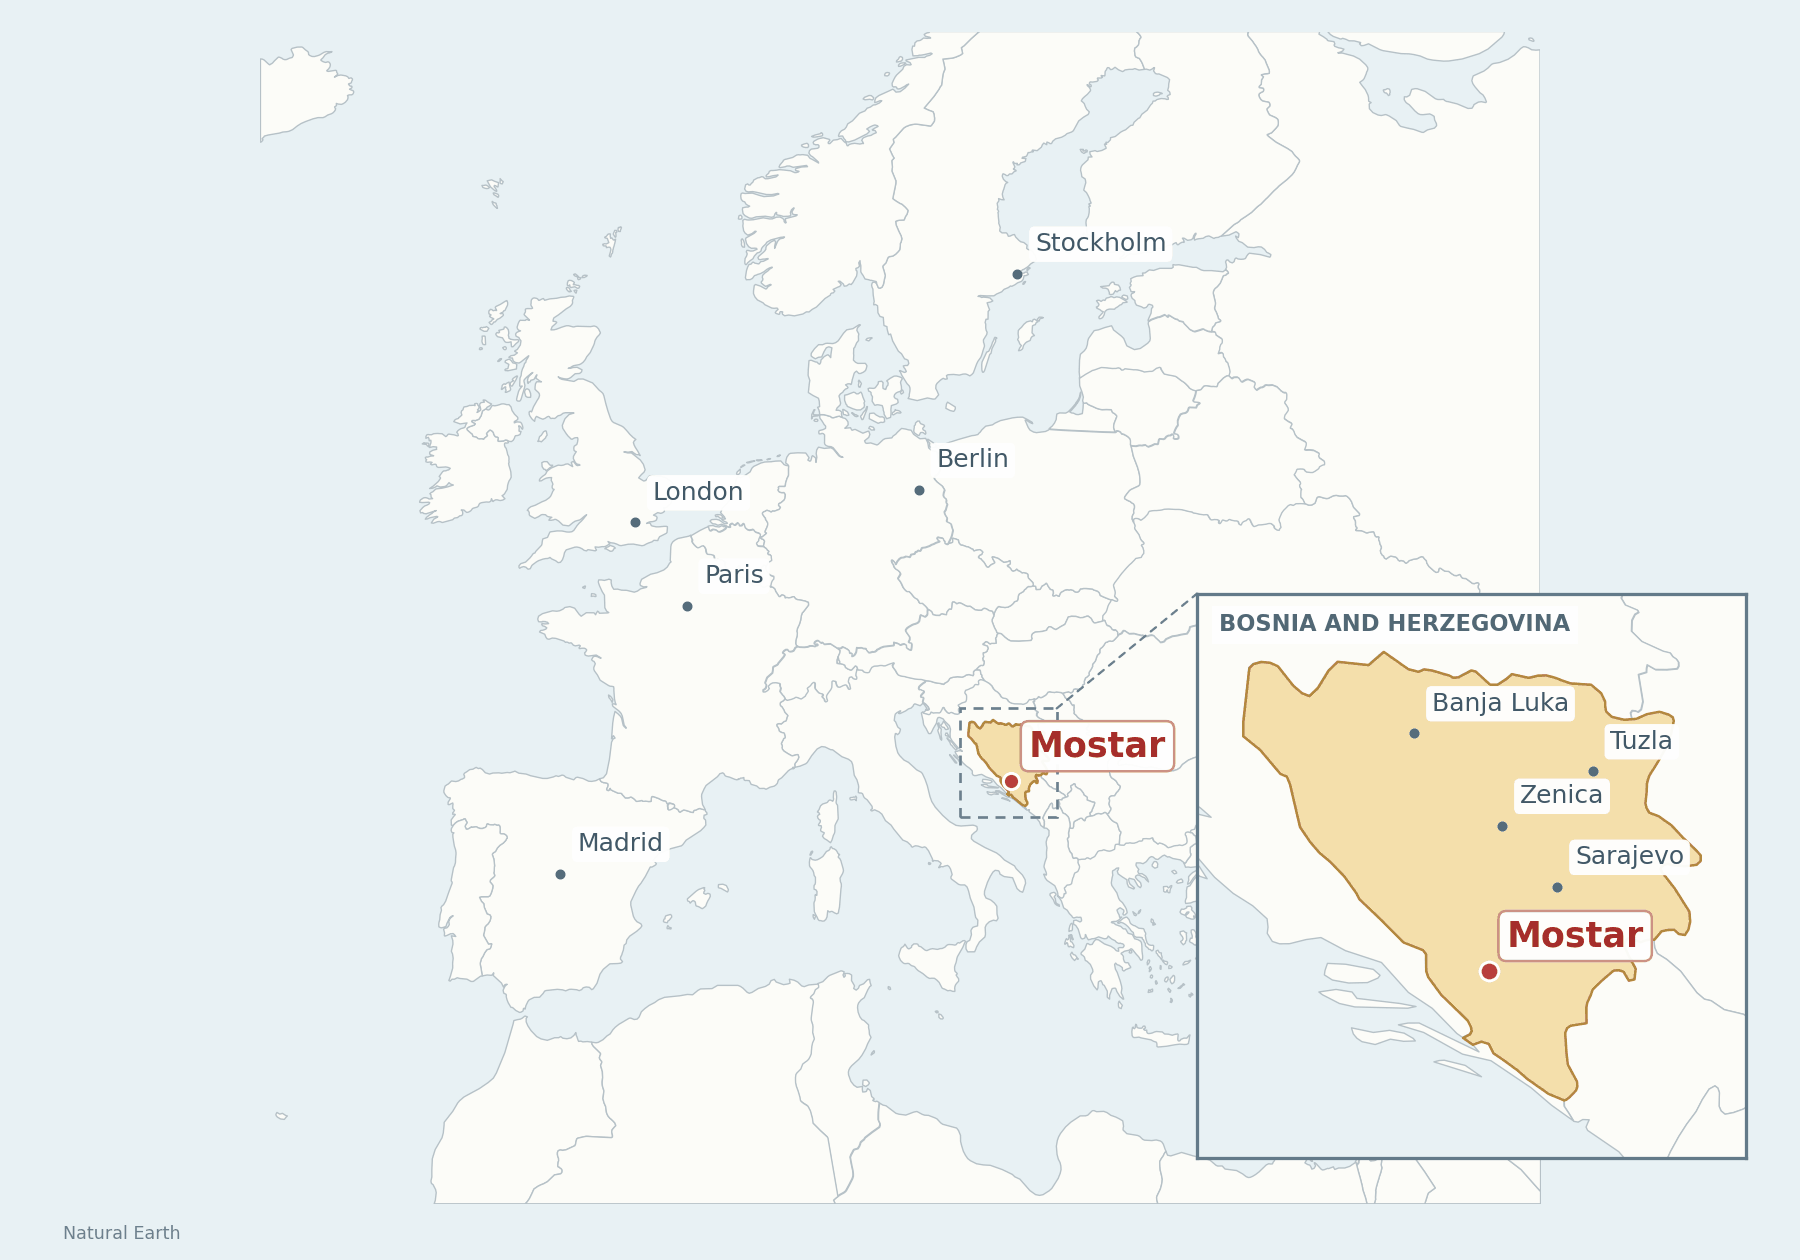 Stockholm
Berlin
London
Paris
Mostar
Madrid
BOSNIA AND HERZEGOVINA
Banja Luka
Tuzla
Zenica
Sarajevo
Mostar
Natural Earth